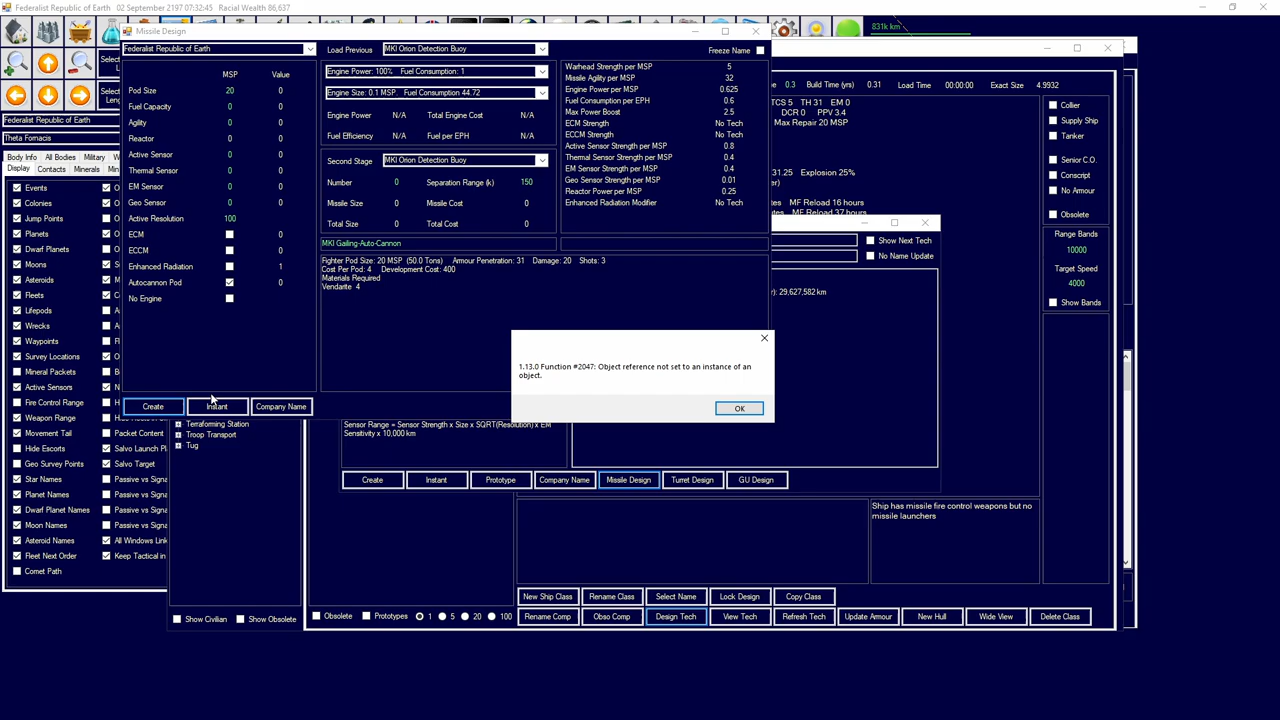 Federalist Republic of Earth   02 September 2197 07:32:45   Racial Wealth 86,637
831k km
Federalist Republic of Earth
Theta Fornacis
Body Info All Bodies Military
Display Contacts Minerals
Events
Colonies
Jump Points
Planets
Dwarf Planets
Moons
Asteroids
Fleets
Lifepods
Wrecks
Waypoints
Survey Locations
Mineral Packets
Active Sensors
Fire Control Range
Weapon Range
Movement Tail
Hide Escorts
Geo Survey Points
Star Names
Planet Names
Dwarf Planet Names
Moon Names
Asteroid Names
Fleet Next Order
Comet Path
Packet Content
Salvo Launch
Salvo Target
Passive vs Signa
Passive vs Signa
Passive vs Signa
All Windows Link
Keep Tactical in
Missile Design
Federalist Republic of Earth
Load Previous MKI Orion Detection Buoy
Freeze Name
MSP Value
Pod Size 20 0
Fuel Capacity 0 0
Agility 0 0
Reactor 0 0
Active Sensor 0 0
Thermal Sensor 0 0
EM Sensor 0 0
Geo Sensor 0 0
Active Resolution 100
ECM 0
ECCM 0
Enhanced Radiation 1
Autocannon Pod 0
No Engine
Create Instant Company Name
Engine Power: 100%   Fuel Consumption: 1
Engine Size: 0.1 MSP.   Fuel Consumption 44.72
Engine Power N/A Total Engine Cost N/A
Fuel Efficiency N/A Fuel per EPH N/A
Second Stage MKI Orion Detection Buoy
Number 0 Separation Range (k) 150
Missile Size 0 Missile Cost 0
Total Size 0 Total Cost 0
MKI Gailing-Auto-Cannon
Fighter Pod Size: 20 MSP (50.0 Tons)   Armour Penetration: 31   Damage: 20   Shots: 3
Cost Per Pod: 4   Development Cost: 400
Materials Required
Vendarite 4
Warhead Strength per MSP 5
Missile Agility per MSP 32
Engine Power per MSP 0.625
Fuel Consumption per EPH 0.6
Max Power Boost 2.5
ECM Strength No Tech
ECCM Strength No Tech
Active Sensor Strength per MSP 0.8
Thermal Sensor Strength per MSP 0.4
EM Sensor Strength per MSP 0.4
Geo Sensor Strength per MSP 0.01
Reactor Power per MSP 0.25
Enhanced Radiation Modifier No Tech
1.13.0 Function #2047: Object reference not set to an instance of an
object.
OK
Show Next Tech
No Name Update
): 29,627,582 km
Sensor Range = Sensor Strength x Size x SQRT(Resolution) x EM
Sensitivity x 10,000 km
Create Instant Prototype Company Name Missile Design Turret Design GU Design
0.3 Build Time (yrs) 0.31 Load Time 00:00:00 Exact Size 4.9932
TCS 5 TH 31 EM 0
DCR 0 PPV 3.4
Max Repair 20 MSP
31.25 Explosion 25%
MF Reload 16 hours
MF Reload 37 hours
Collier
Supply Ship
Tanker
Senior C.O.
Conscript
No Armour
Obsolete
Range Bands
10000
Target Speed
4000
Show Bands
Terraforming Station
Troop Transport
Tug
Ship has missile fire control weapons but no
missile launchers
Show Civilian Show Obsolete
Obsolete Prototypes 1 5 20 100
New Ship Class Rename Class Select Name Lock Design Copy Class
Rename Comp Obso Comp Design Tech View Tech Refresh Tech Update Armour New Hull Wide View Delete Class